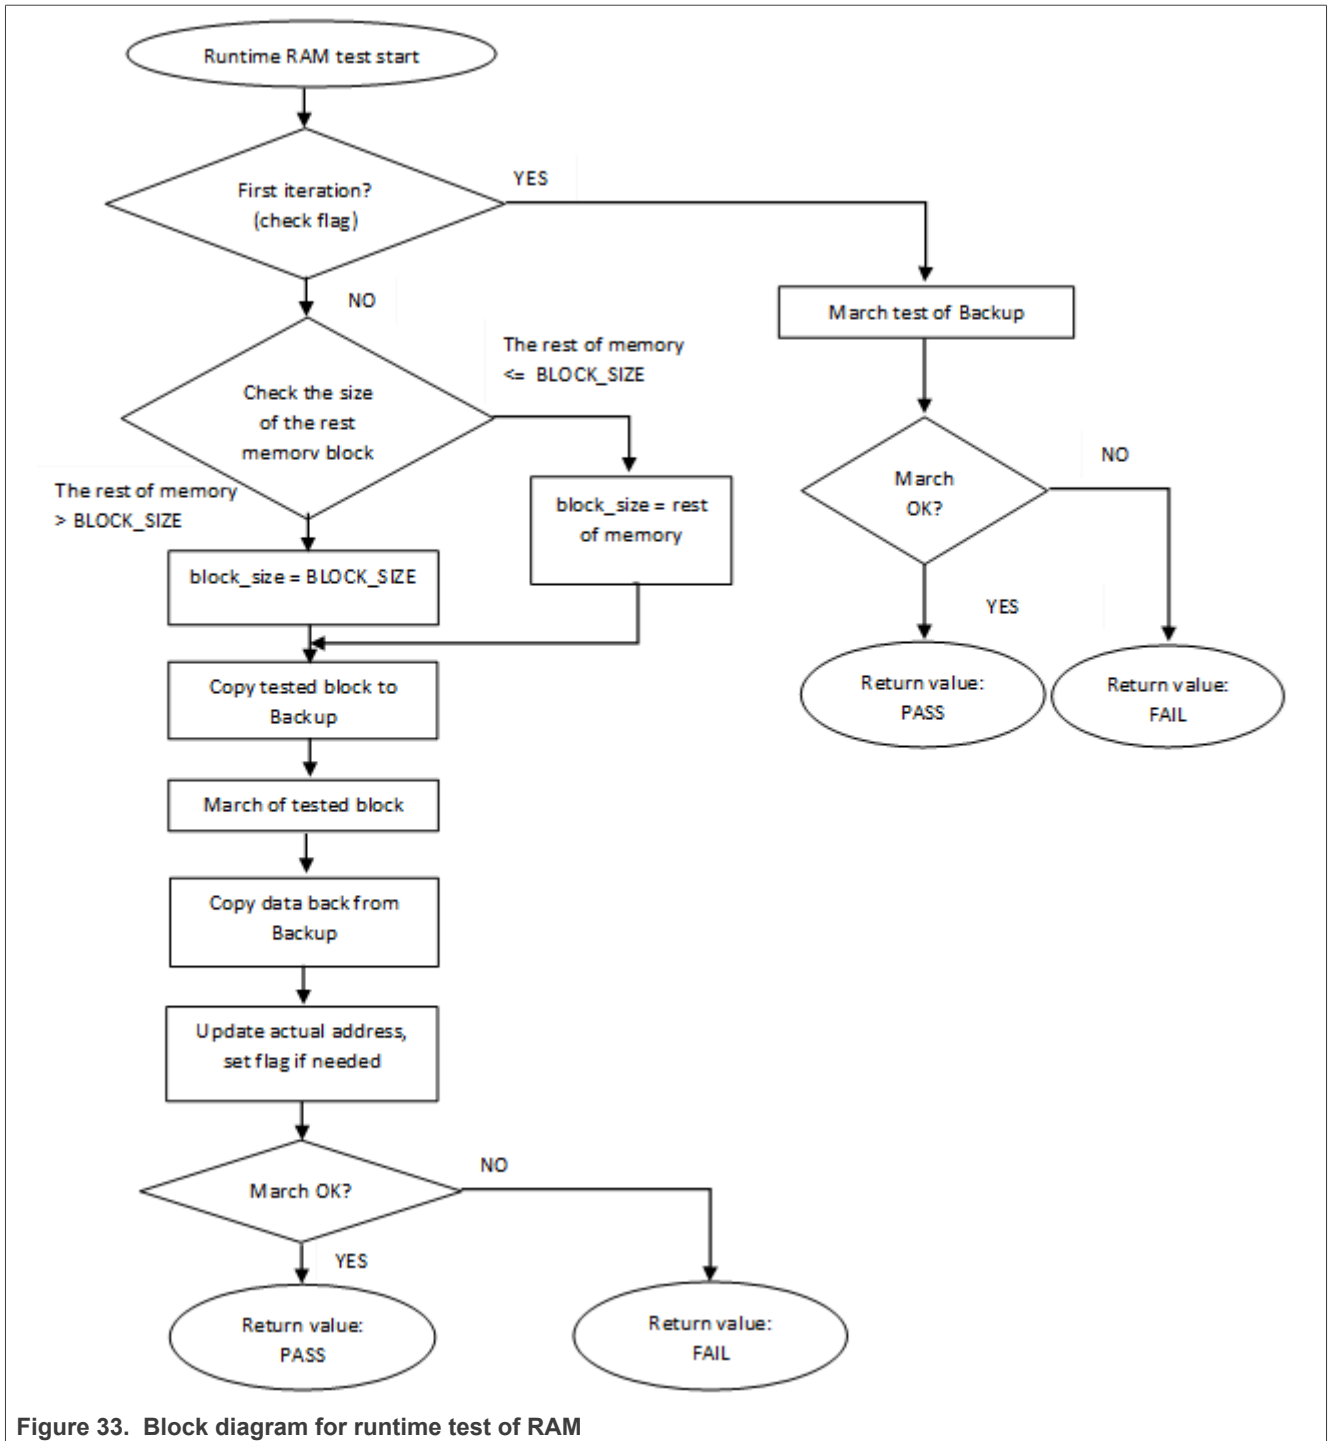 Runtime RAM test start
First iteration?
(check flag)
YES
NO
March test of Backup
The rest of memory
<= BLOCK_SIZE
Check the size
of the rest
memory block
March
OK?
NO
The rest of memory
> BLOCK_SIZE
block_size = rest
of memory
block_size = BLOCK_SIZE
YES
Copy tested block to
Backup
Return value:
PASS
Return value:
FAIL
March of tested block
Copy data back from
Backup
Update actual address,
set flag if needed
March OK?
NO
YES
Return value:
PASS
Return value:
FAIL
Figure 33. Block diagram for runtime test of RAM